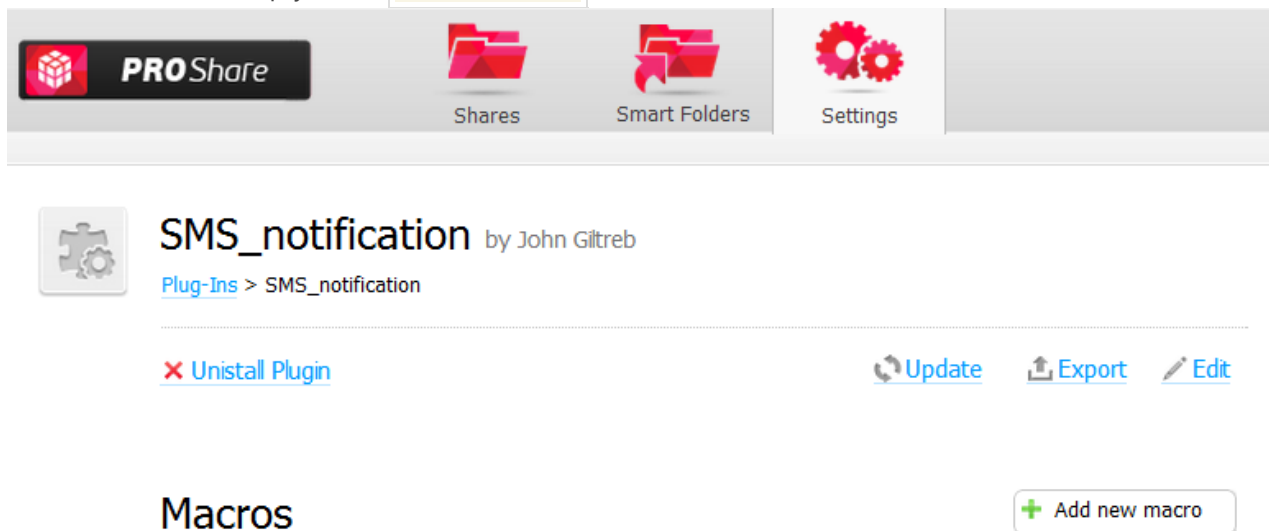 PROShare
Shares
Smart Folders
Settings
SMS_notification by John Giltreb
Plug-Ins > SMS_notification
Unistall Plugin
Update
Export
Edit
Macros
Add new macro